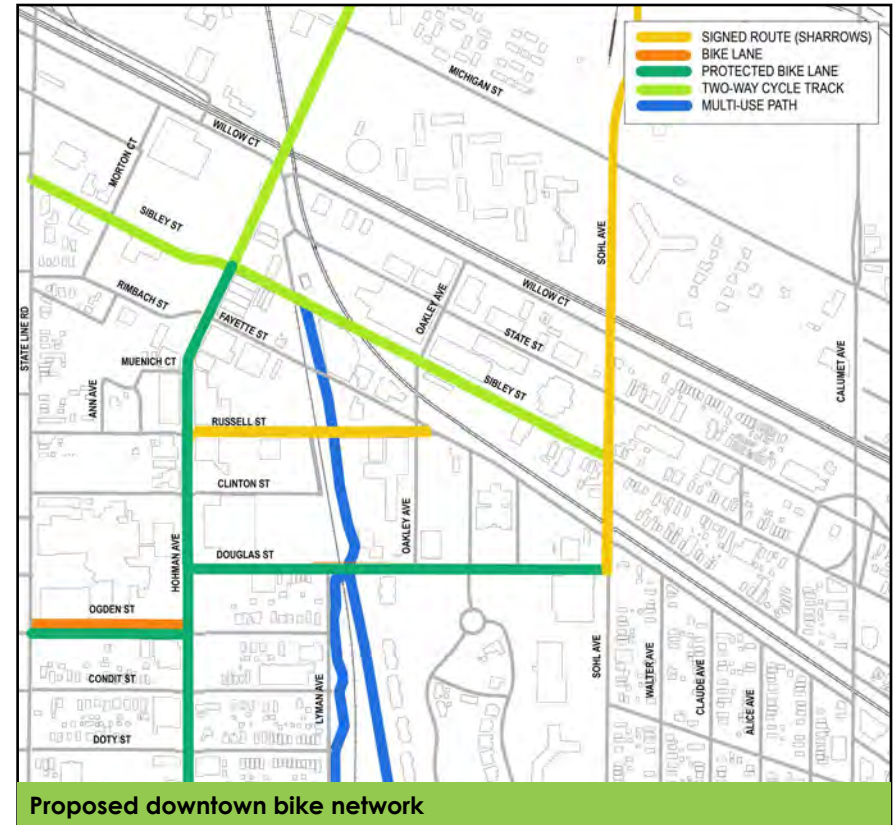 SIGNED ROUTE (SHARROWS)
BIKE LANE
PROTECTED BIKE LANE
TWO-WAY CYCLE TRACK
MULTI-USE PATH
MICHIGAN ST
WILLOW CT
MORTON CT
SIBLEY ST
SOHL AVE
RIMBACH ST
WILLOW CT
OAKLEY AVE
FAYETTE ST
STATE ST
STATE LINE RD
CALUMET AVE
MUENICH CT
SIBLEY ST
ANN AVE
RUSSELL ST
CLINTON ST
OAKLEY AVE
HOHMAN AVE
DOUGLAS ST
OGDEN ST
SOHL AVE
WALTER AVE
CONDIT ST
LYMAN AVE
CLAUDE AVE
ALICE AVE
DOTY ST
Proposed downtown bike network